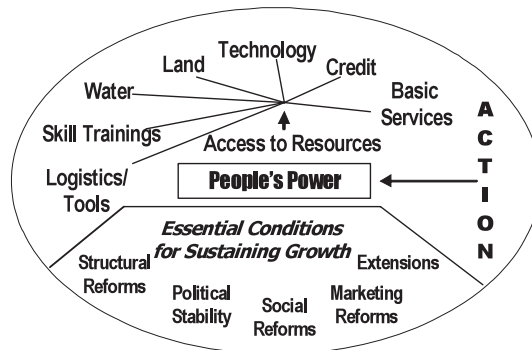 Technology
Land
Credit
Water
Basic
Services
Skill Trainings
Access to Resources
Logistics/
Tools
People's Power
ACTION
Essential Conditions
for Sustaining Growth
Structural
Reforms
Extensions
Political
Stability
Social
Reforms
Marketing
Reforms